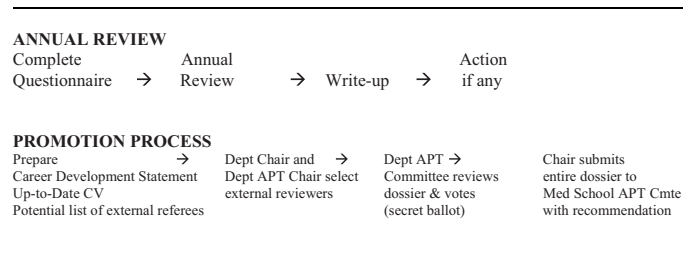 ANNUAL REVIEW
Complete Annual Action
Questionnaire → Review → Write-up → if any
PROMOTION PROCESS
Prepare → Dept Chair and → Dept APT → Chair submits
Career Development Statement Dept APT Chair select Committee reviews entire dossier to
Up-to-Date CV external reviewers dossier & votes Med School APT Cmte
Potential list of external referees (secret ballot) with recommendation